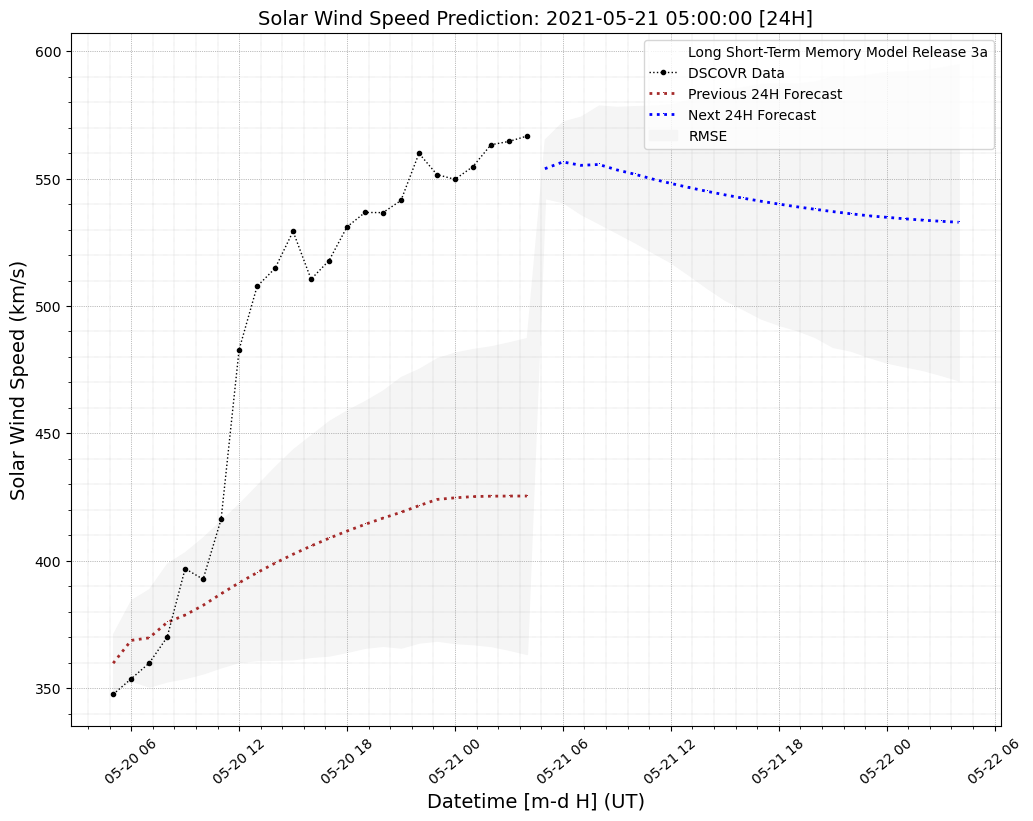 Solar Wind Speed Prediction: 2021-05-21 05:00:00 [24H]
Long Short-Term Memory Model Release 3a
DSCOVR Data
Previous 24H Forecast
Next 24H Forecast
RMSE
Solar Wind Speed (km/s)
600
550
500
450
400
350
05-20 06
05-20 12
05-20 18
05-21 00
05-21 06
05-21 12
05-21 18
05-22 00
05-22 06
Datetime [m-d H] (UT)